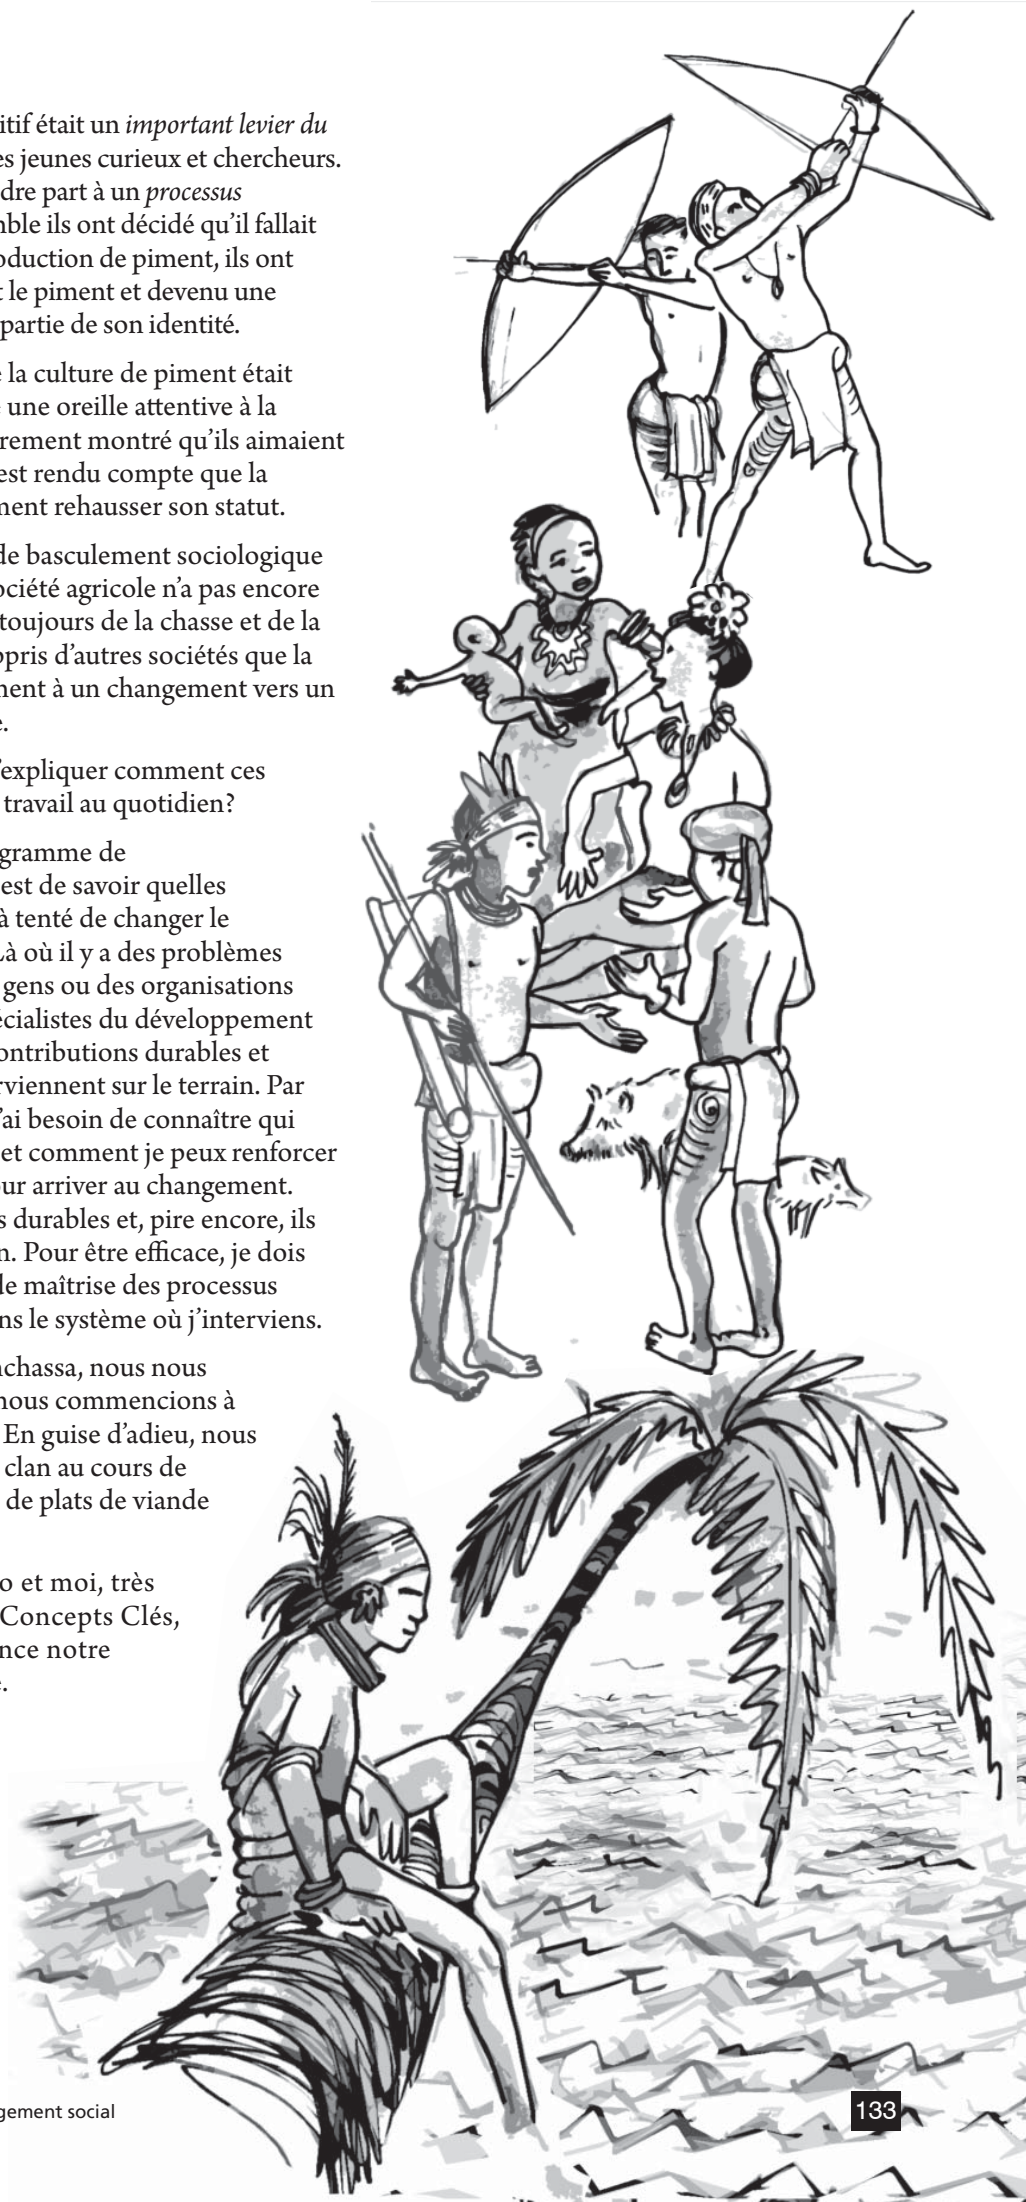 itif était un important levier du
es jeunes curieux et chercheurs.
dre part à un processus
ble ils ont décidé qu’il fallait
oduction de piment, ils ont
t le piment et devenu une
partie de son identité.
e la culture de piment était
une oreille attentive à la
rement montré qu’ils aimaient
est rendu compte que la
ment rehausser son statut.
de basculement sociologique
ociété agricole n’a pas encore
toujours de la chasse et de la
ppris d’autres sociétés que la
ment à un changement vers un
e.
’expliquer comment ces
travail au quotidien?
gramme de
est de savoir quelles
à tenté de changer le
Là où il y a des problèmes
gens ou des organisations
écialistes du développement
ontributions durables et
rviennent sur le terrain. Par
’ai besoin de connaître qui
et comment je peux renforcer
our arriver au changement.
s durables et, pire encore, ils
n. Pour être efficace, je dois
de maîtrise des processus
ns le système où j’interviens.
nchassa, nous nous
nous commencions à
En guise d’adieu, nous
clan au cours de
de plats de viande
o et moi, très
Concepts Clés,
nce notre
e.
gement social
133